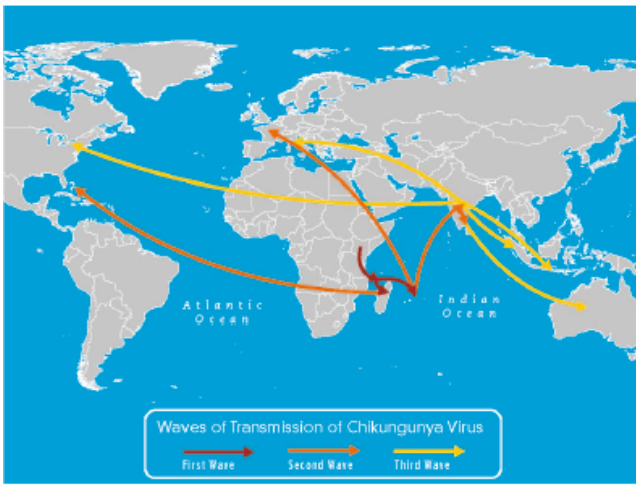 Atlantic
Ocean
Indian
Ocean
Waves of Transmission of Chikungunya Virus
First Wave
Second Wave
Third Wave